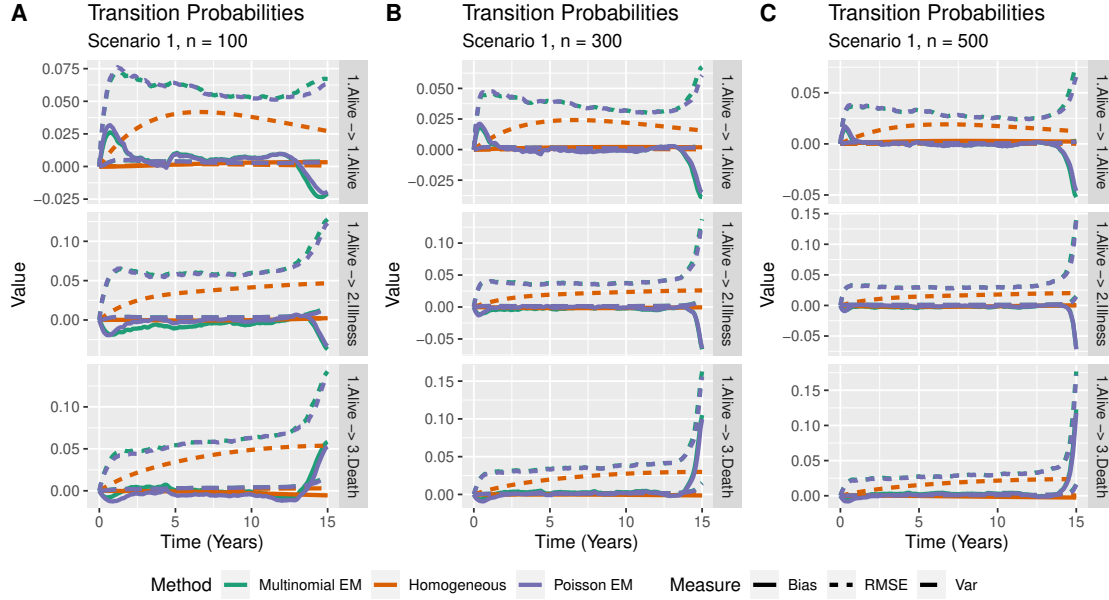 A
Transition Probabilities
Scenario 1, n = 100
0.075
0.050
0.025
0.000
−0.025
1.Alive −> 1.Alive
0.10
0.05
0.00
1.Alive −> 2.Illness
0.10
0.05
0.00
1.Alive −> 3.Death
Value
0 5 10 15
Time (Years)
B
Transition Probabilities
Scenario 1, n = 300
0.050
0.025
0.000
−0.025
1.Alive −> 1.Alive
0.10
0.05
0.00
−0.05
1.Alive −> 2.Illness
0.15
0.10
0.05
0.00
1.Alive −> 3.Death
Value
0 5 10 15
Time (Years)
C
Transition Probabilities
Scenario 1, n = 500
0.05
0.00
−0.05
1.Alive −> 1.Alive
0.15
0.10
0.05
0.00
−0.05
1.Alive −> 2.Illness
0.15
0.10
0.05
0.00
1.Alive −> 3.Death
Value
0 5 10 15
Time (Years)
Method Multinomial EM Homogeneous Poisson EM Measure Bias RMSE Var